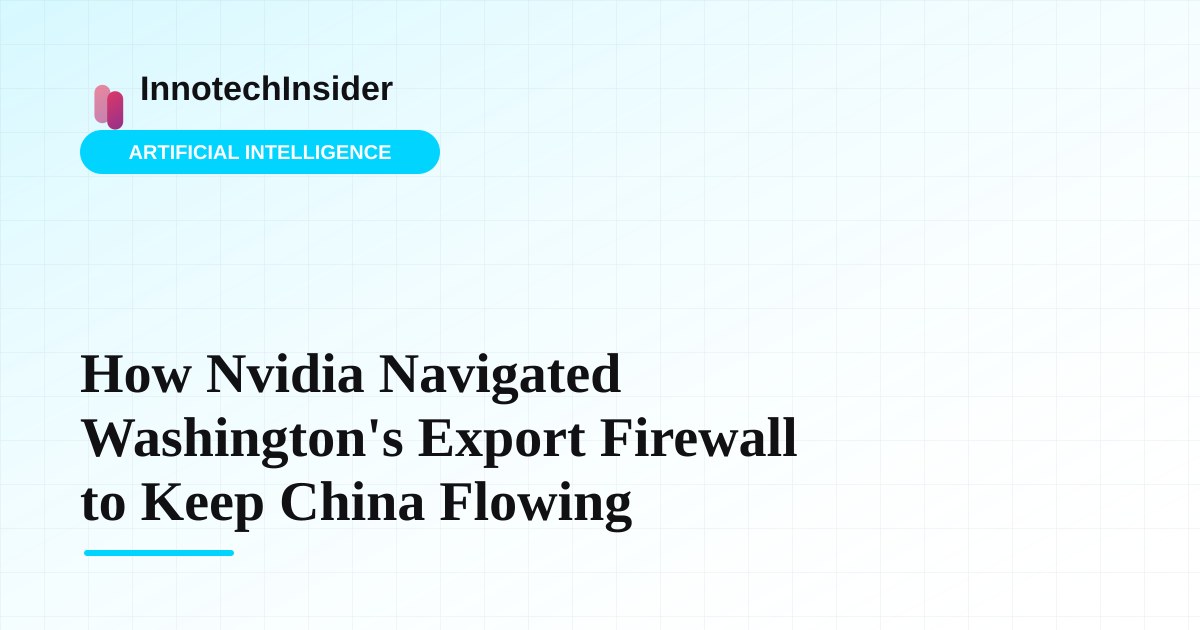 InnotechInsider
ARTIFICIAL INTELLIGENCE
How Nvidia Navigated
Washington's Export Firewall
to Keep China Flowing